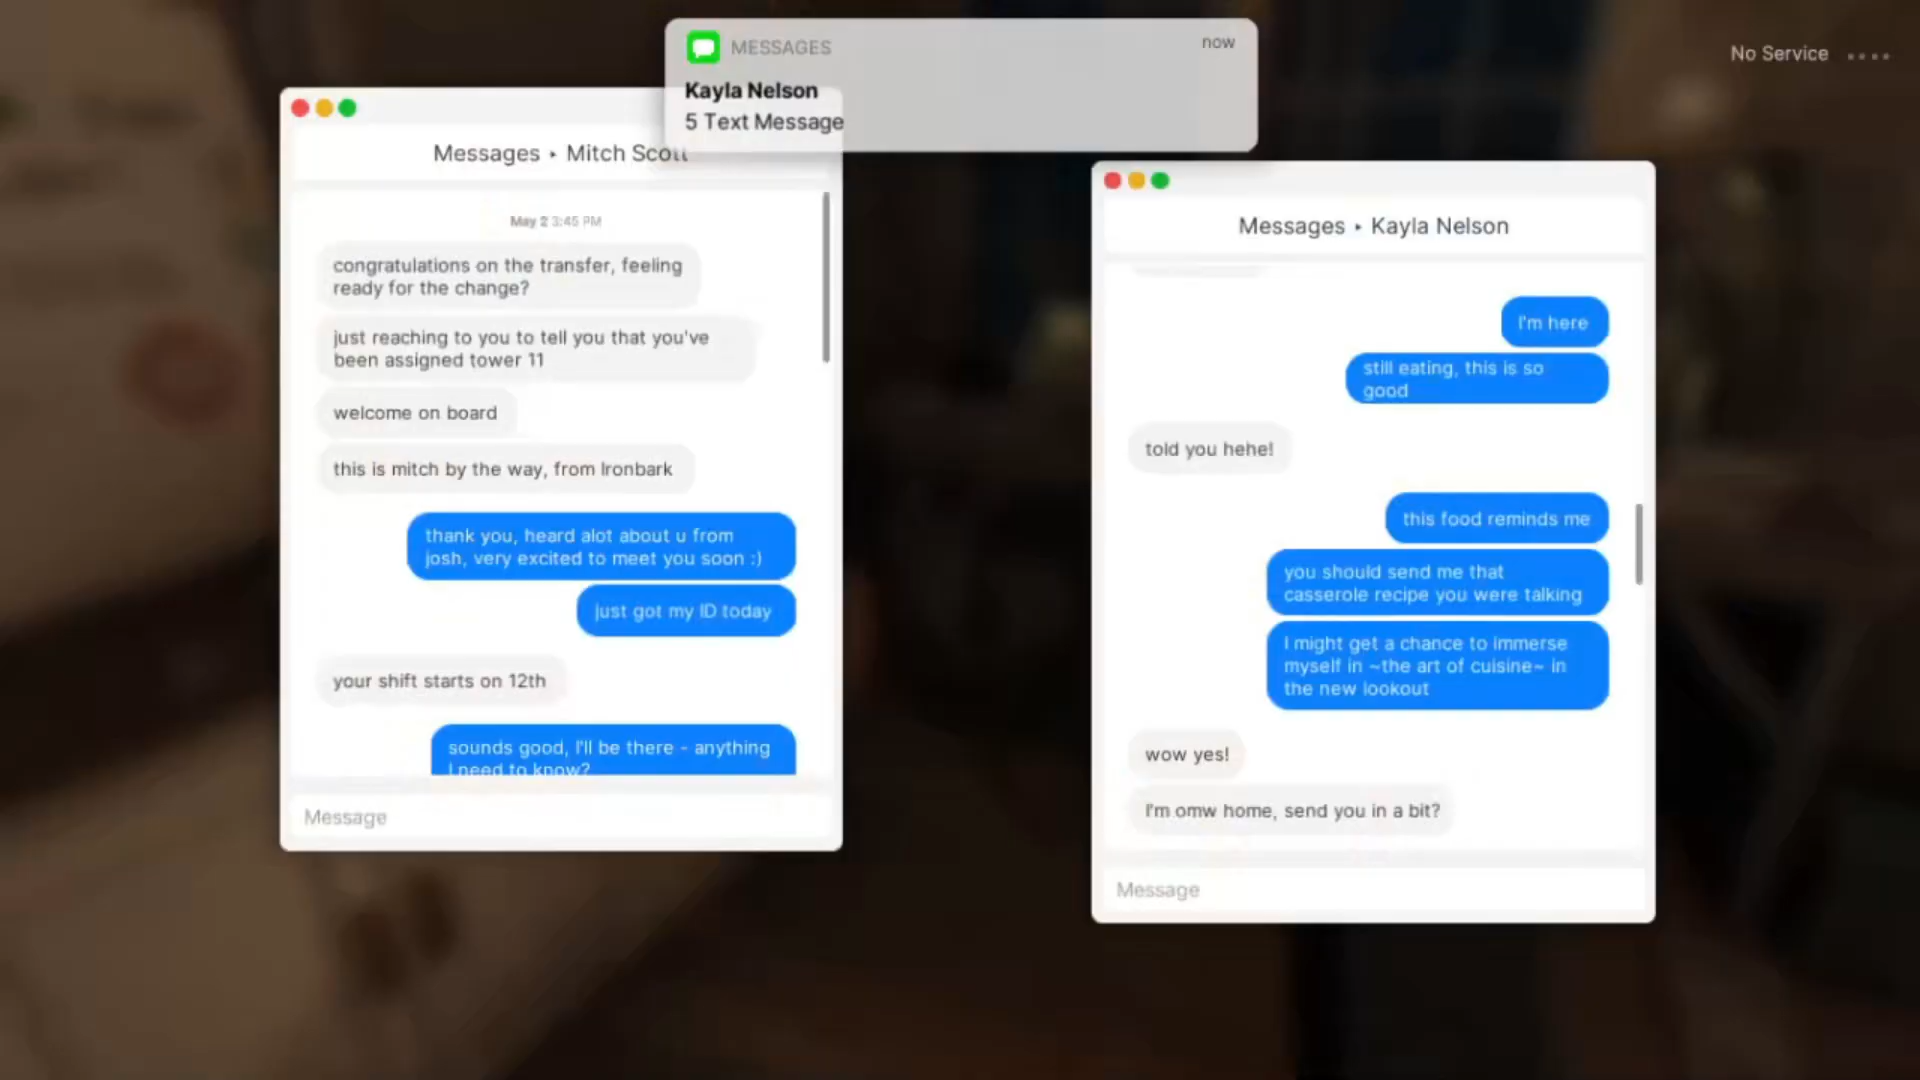 MESSAGES
now
Kayla Nelson
5 Text Message
No Service
Messages ‣ Mitch Scott
May 2 3:45 PM
congratulations on the transfer, feeling
ready for the change?
just reaching to you to tell you that you've
been assigned tower 11
welcome on board
this is mitch by the way, from Ironbark
thank you, heard alot about u from
josh, very excited to meet you soon :)
just got my ID today
your shift starts on 12th
sounds good, I'll be there - anything
I need to know?
Message
Messages ‣ Kayla Nelson
I'm here
still eating, this is so
good
told you hehe!
this food reminds me
you should send me that
casserole recipe you were talking
I might get a chance to immerse
myself in ~the art of cuisine~ in
the new lookout
wow yes!
I'm omw home, send you in a bit?
Message